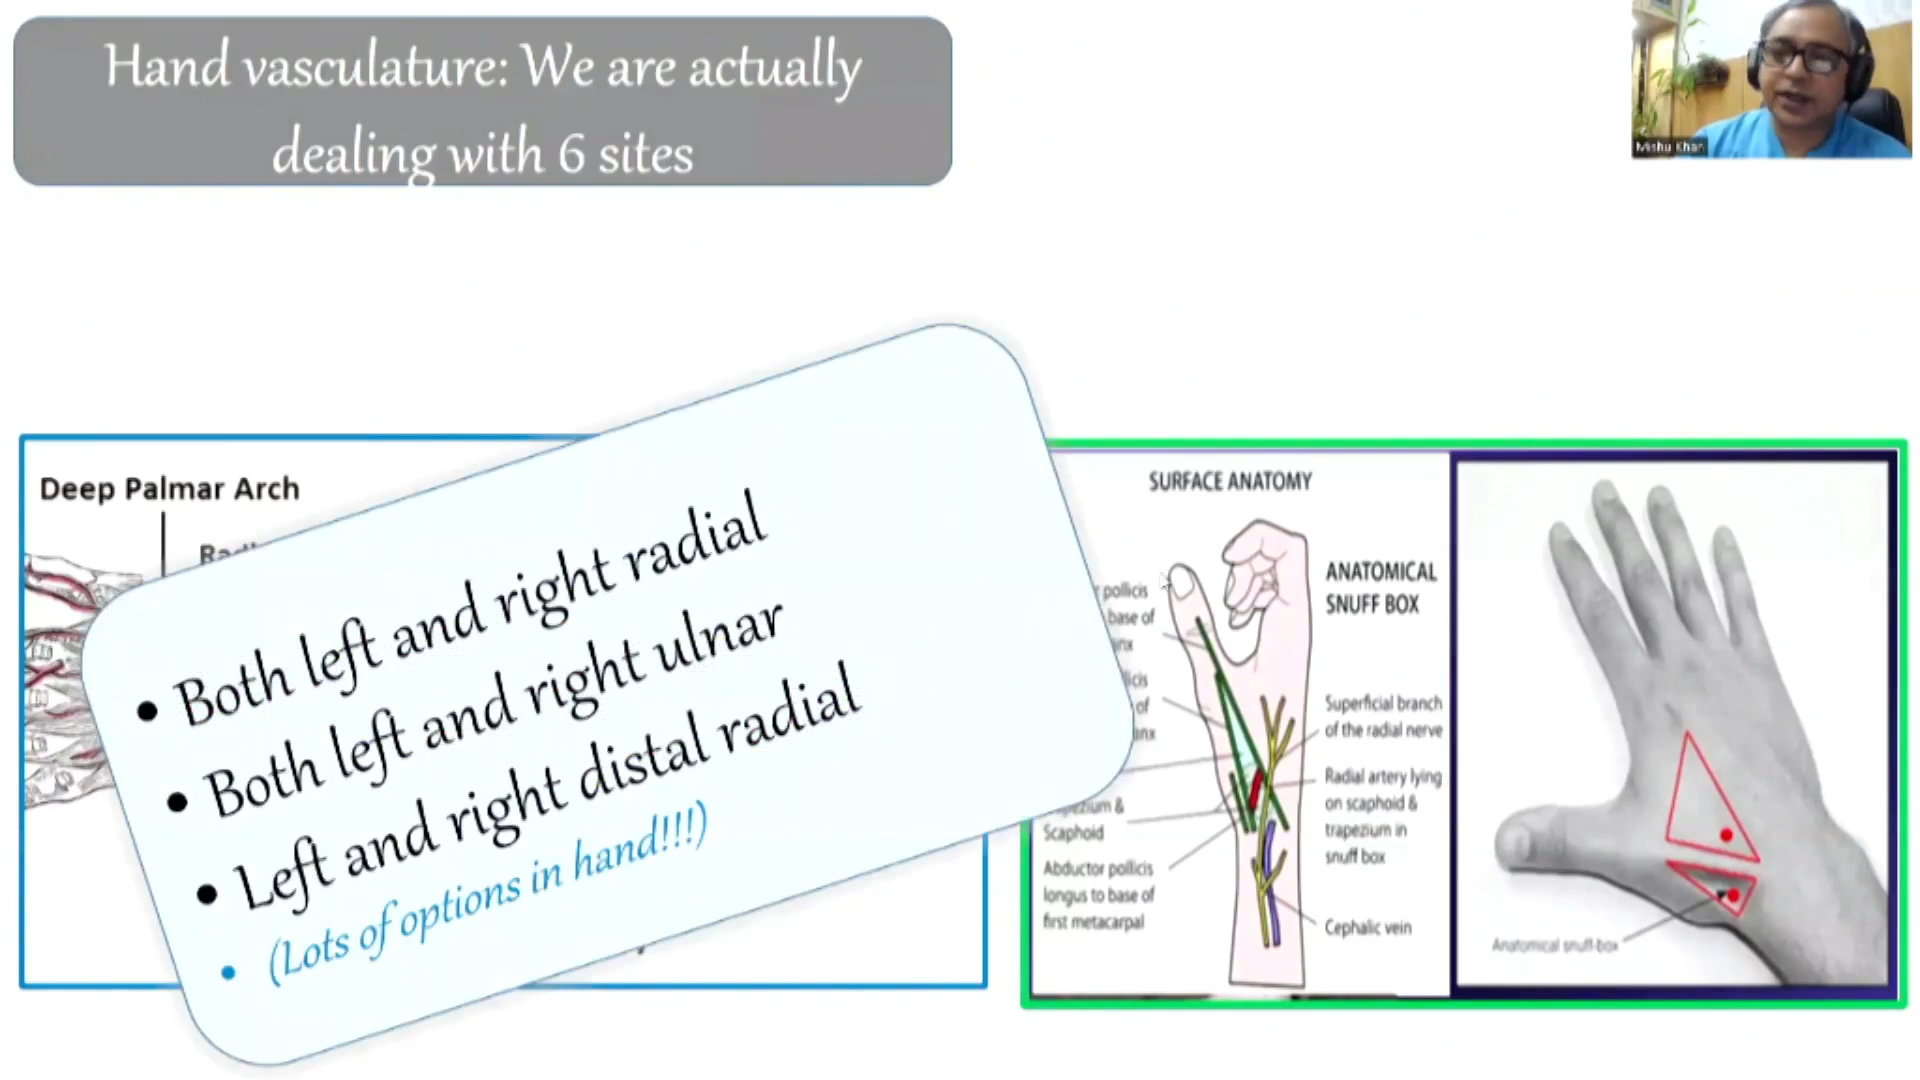 Hand vasculature: We are actually
dealing with 6 sites
Mishu Khan
Deep Palmar Arch
• Both left and right radial
• Both left and right ulnar
• Left and right distal radial
• (Lots of options in hand!!!)
SURFACE ANATOMY
ANATOMICAL
SNUFF BOX
pollicis
base of
of
Scaphoid
Abductor pollicis
longus to base of
first metacarpal
Superficial branch
of the radial nerve
Radial artery lying
on scaphoid &
trapezium in
snuff box
Cephalic vein
Anatomical snuff-box